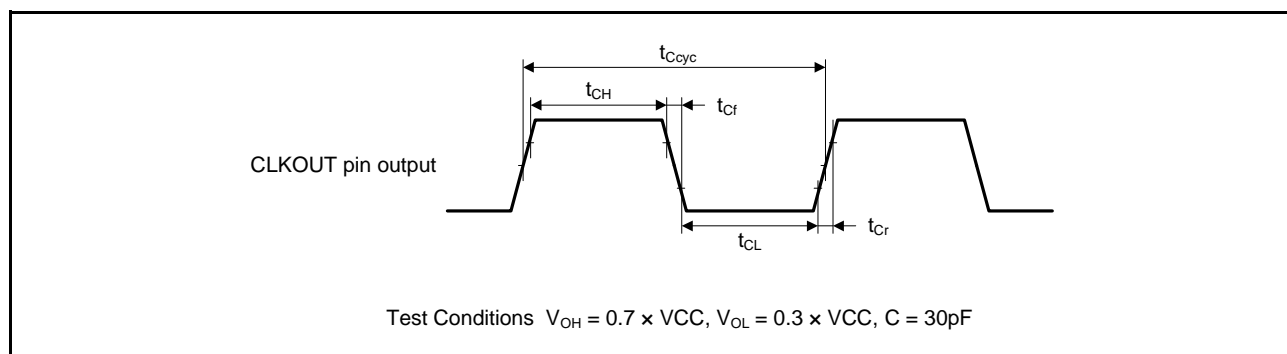 tCcyc
tCH
tCf
CLKOUT pin output
tCL
tCr
Test Conditions VOH = 0.7 × VCC, VOL = 0.3 × VCC, C = 30pF